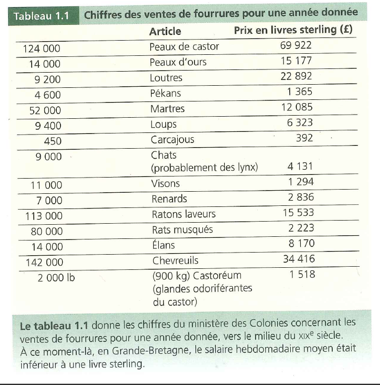 Tableau 1.1 Chiffres des ventes de fourrures pour une année donnée
Article Prix en livres sterling (£)
124 000 Peaux de castor 69 922
14 000 Peaux d'ours 15 177
9 200 Loutres 22 892
4 600 Pékans 1 365
52 000 Martres 12 085
9 400 Loups 6 323
450 Carcajous 392
9 000 Chats
(probablement des lynx) 4 131
11 000 Visons 1 294
7 000 Renards 2 836
113 000 Ratons laveurs 15 533
80 000 Rats musqués 2 223
14 000 Élans 8 170
142 000 Chevreuils 34 416
2 000 lb (900 kg) Castoréum 1 518
(glandes odoriférantes
du castor)
Le tableau 1.1 donne les chiffres du ministère des Colonies concernant les
ventes de fourrures pour une année donnée, vers le milieu du XIXe siècle.
À ce moment-là, en Grande-Bretagne, le salaire hebdomadaire moyen était
inférieur à une livre sterling.